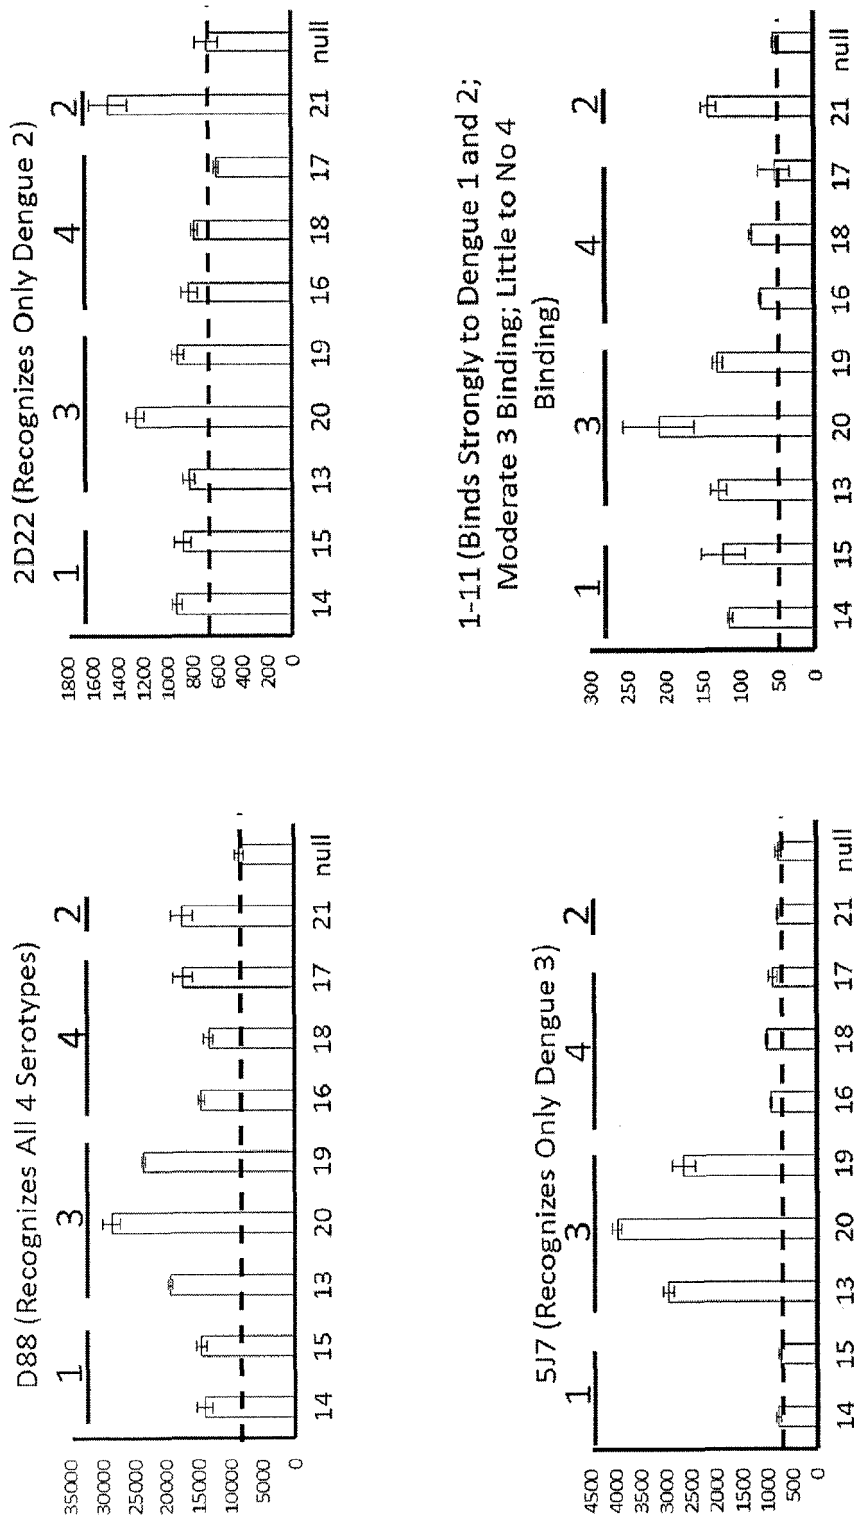 D88 (Recognizes All 4 Serotypes)
35000
30000
25000
20000
15000
10000
5000
0
1 3 4 2
14 15 13 20 19 16 18 17 21 null
2D22 (Recognizes Only Dengue 2)
1800
1600
1400
1200
1000
800
600
400
200
0
1 3 4 2
14 15 13 20 19 16 18 17 21 null
5J7 (Recognizes Only Dengue 3)
4500
4000
3500
3000
2500
2000
1500
1000
500
0
1 3 4 2
14 15 13 20 19 16 18 17 21 null
1-11 (Binds Strongly to Dengue 1 and 2;
Moderate 3 Binding; Little to No 4
Binding)
300
250
200
150
100
50
0
1 3 4 2
14 15 13 20 19 16 18 17 21 null